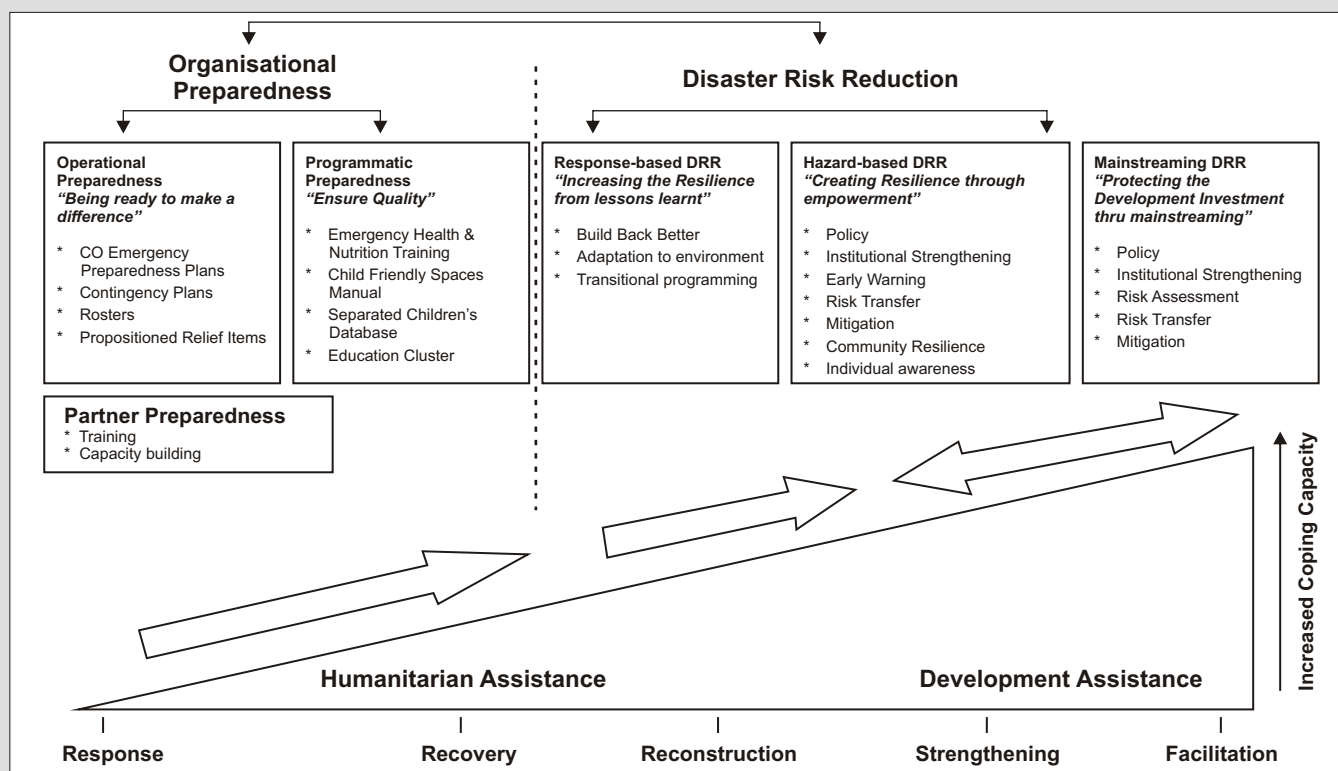 Organisational
Preparedness
Disaster Risk Reduction
Operational
Preparedness
“Being ready to make a
difference”
* CO Emergency
Preparedness Plans
* Contingency Plans
* Rosters
* Propositioned Relief Items
Programmatic
Preparedness
“Ensure Quality”
* Emergency Health &
Nutrition Training
* Child Friendly Spaces
Manual
* Separated Children’s
Database
* Education Cluster
Response-based DRR
“Increasing the Resilience
from lessons learnt”
* Build Back Better
* Adaptation to environment
* Transitional programming
Hazard-based DRR
“Creating Resilience through
empowerment”
* Policy
* Institutional Strengthening
* Early Warning
* Risk Transfer
* Mitigation
* Community Resilience
* Individual awareness
Mainstreaming DRR
“Protecting the
Development Investment
thru mainstreaming”
* Policy
* Institutional Strengthening
* Risk Assessment
* Risk Transfer
* Mitigation
Partner Preparedness
* Training
* Capacity building
Increased Coping Capacity
Humanitarian Assistance
Development Assistance
Response
Recovery
Reconstruction
Strengthening
Facilitation